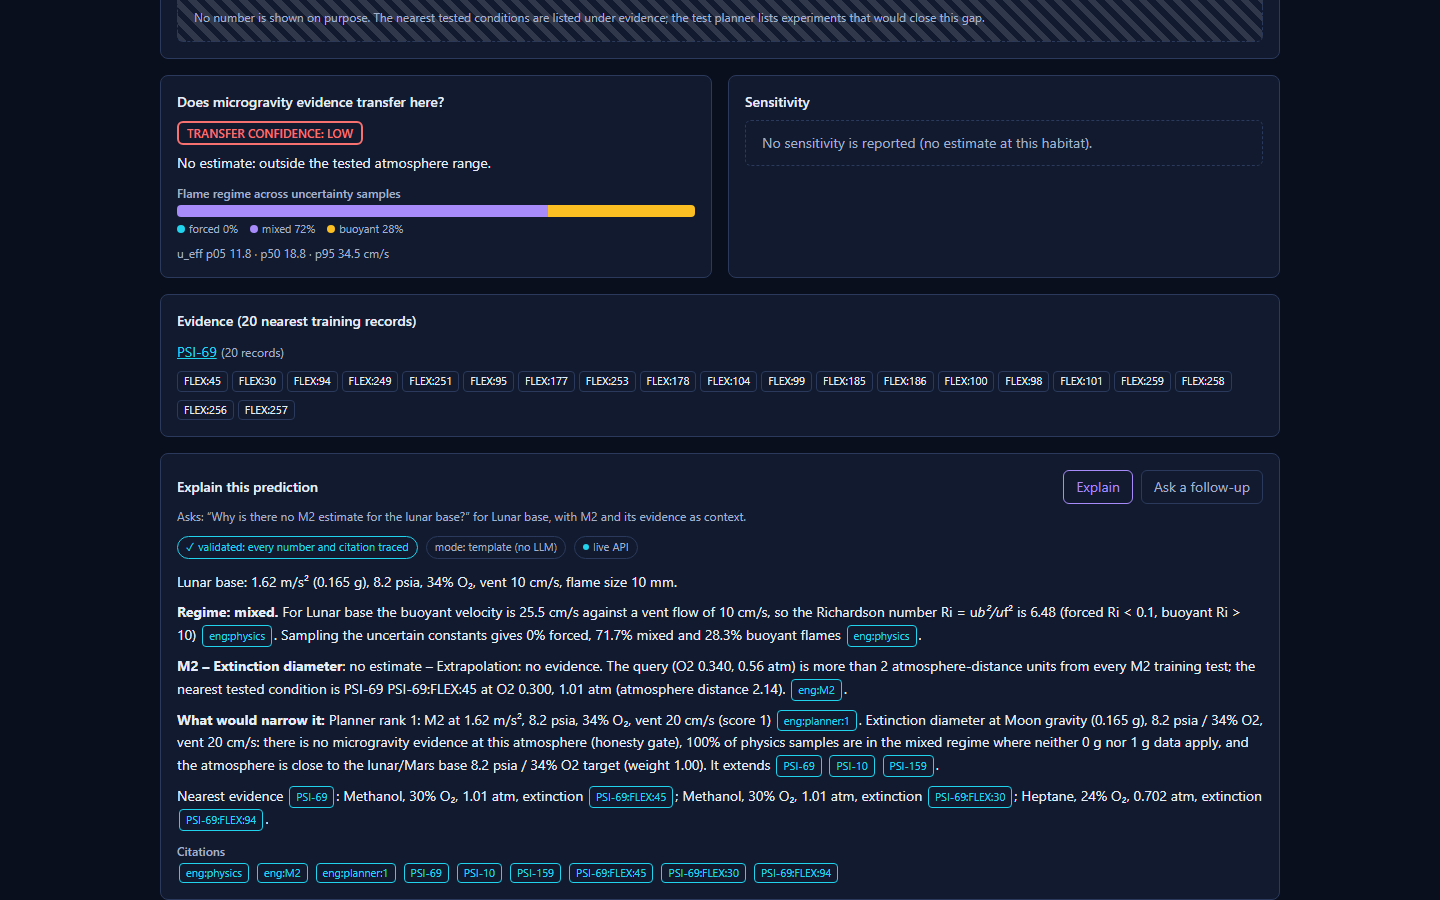 No number is shown on purpose. The nearest tested conditions are listed under evidence; the test planner lists experiments that would close this gap.
Does microgravity evidence transfer here?
TRANSFER CONFIDENCE: LOW
No estimate: outside the tested atmosphere range.
Flame regime across uncertainty samples
forced 0% mixed 72% buoyant 28%
u_eff p05 11.8 · p50 18.8 · p95 34.5 cm/s
Sensitivity
No sensitivity is reported (no estimate at this habitat).
Evidence (20 nearest training records)
PSI-69 (20 records)
FLEX:45 FLEX:30 FLEX:94 FLEX:249 FLEX:251 FLEX:95 FLEX:177 FLEX:253 FLEX:178 FLEX:104 FLEX:99 FLEX:185 FLEX:186 FLEX:100 FLEX:98 FLEX:101 FLEX:259 FLEX:258
FLEX:256 FLEX:257
Explain this prediction
Explain Ask a follow-up
Asks: “Why is there no M2 estimate for the lunar base?” for Lunar base, with M2 and its evidence as context.
✓ validated: every number and citation traced mode: template (no LLM) live API
Lunar base: 1.62 m/s² (0.165 g), 8.2 psia, 34% O₂, vent 10 cm/s, flame size 10 mm.
Regime: mixed. For Lunar base the buoyant velocity is 25.5 cm/s against a vent flow of 10 cm/s, so the Richardson number Ri = ub²/uf² is 6.48 (forced Ri < 0.1, buoyant Ri >
10) eng:physics . Sampling the uncertain constants gives 0% forced, 71.7% mixed and 28.3% buoyant flames eng:physics .
M2 – Extinction diameter: no estimate – Extrapolation: no evidence. The query (O2 0.340, 0.56 atm) is more than 2 atmosphere-distance units from every M2 training test; the
nearest tested condition is PSI-69 PSI-69:FLEX:45 at O2 0.300, 1.01 atm (atmosphere distance 2.14). eng:M2 .
What would narrow it: Planner rank 1: M2 at 1.62 m/s², 8.2 psia, 34% O₂, vent 20 cm/s (score 1) eng:planner:1 . Extinction diameter at Moon gravity (0.165 g), 8.2 psia / 34% O2,
vent 20 cm/s: there is no microgravity evidence at this atmosphere (honesty gate), 100% of physics samples are in the mixed regime where neither 0 g nor 1 g data apply, and
the atmosphere is close to the lunar/Mars base 8.2 psia / 34% O2 target (weight 1.00). It extends PSI-69 PSI-10 PSI-159 .
Nearest evidence PSI-69 : Methanol, 30% O₂, 1.01 atm, extinction PSI-69:FLEX:45 ; Methanol, 30% O₂, 1.01 atm, extinction PSI-69:FLEX:30 ; Heptane, 24% O₂, 0.702 atm, extinction
PSI-69:FLEX:94 .
Citations
eng:physics eng:M2 eng:planner:1 PSI-69 PSI-10 PSI-159 PSI-69:FLEX:45 PSI-69:FLEX:30 PSI-69:FLEX:94